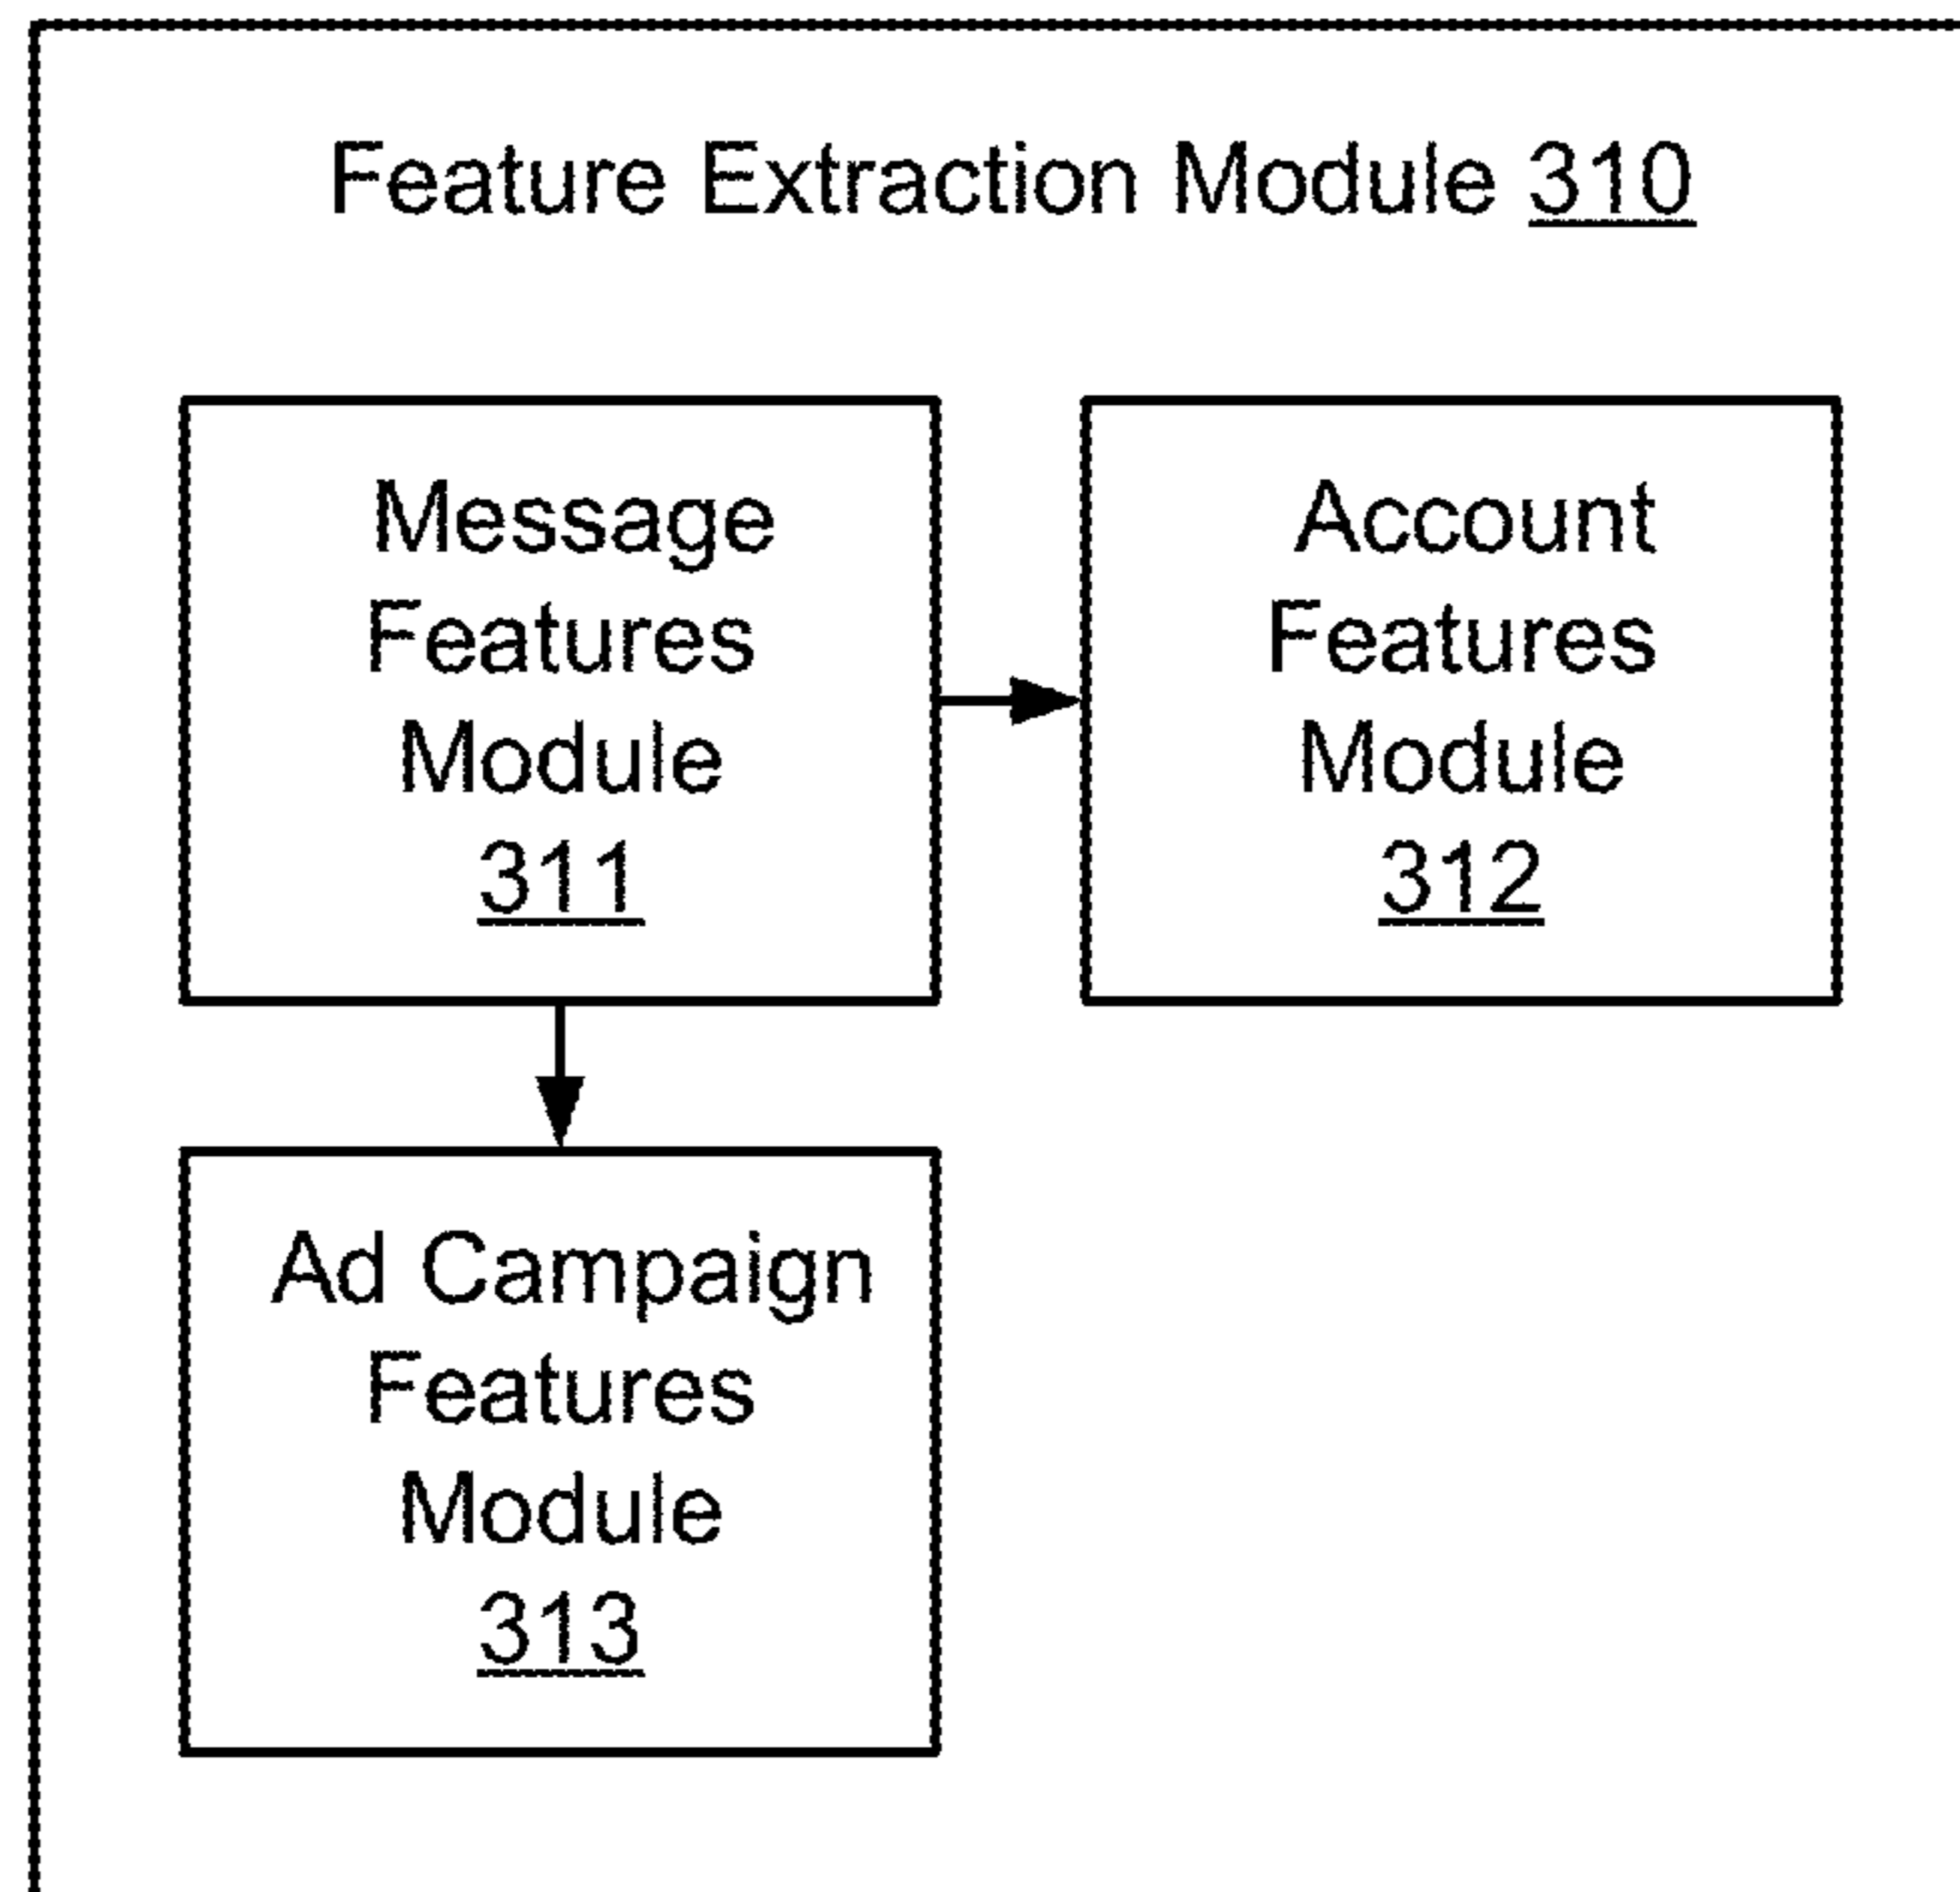 Feature Extraction Module 310
Message
Features
Module
311
Account
Features
Module
312
Ad Campaign
Features
Module
313